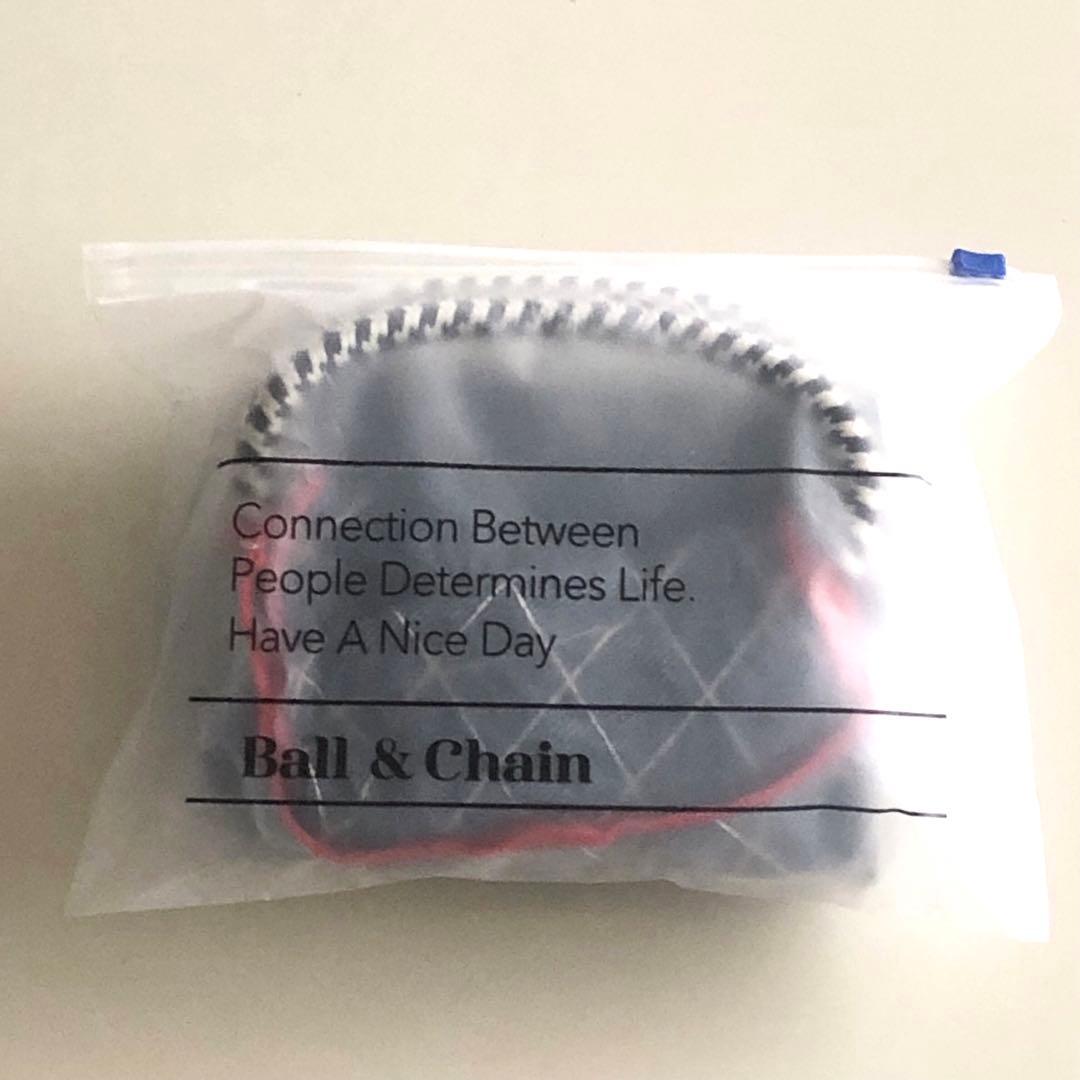 Connection Between
People Determines Life.
Have A Nice Day
Ball & Chain